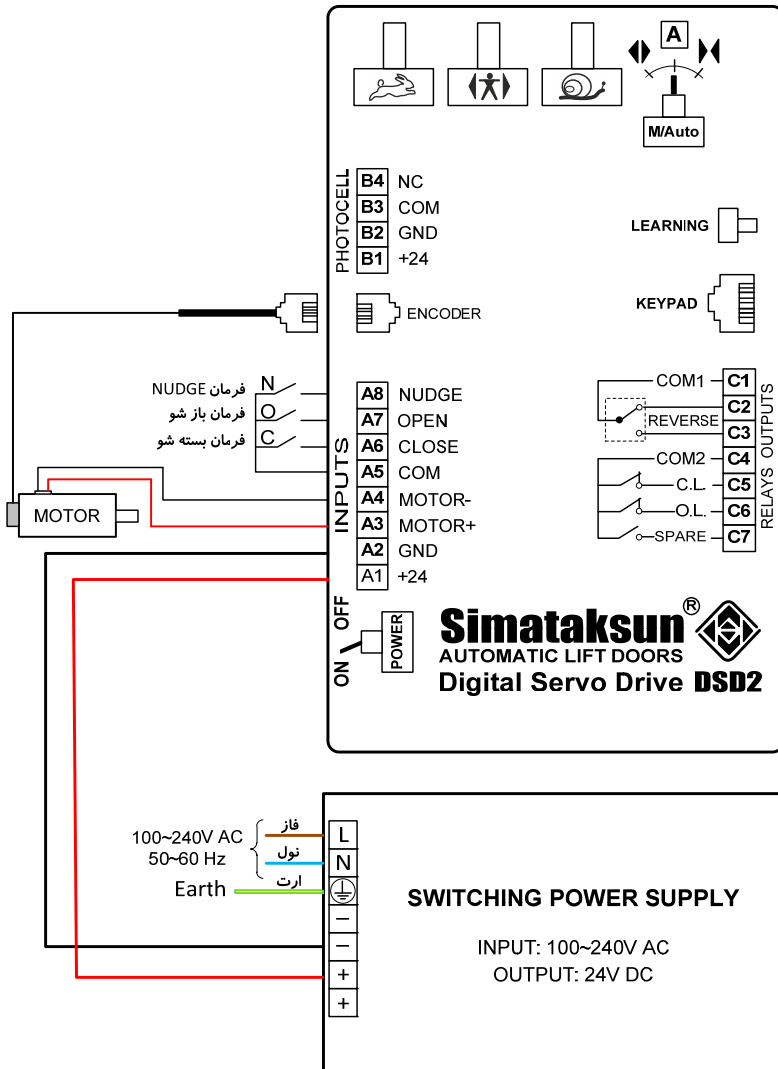 A
M/Auto
PHOTOCELL
B4 NC
B3 COM
B2 GND
B1 +24
LEARNING
ENCODER
KEYPAD
فرمان NUDGE N
فرمان باز شو O
فرمان بسته شو C
INPUTS
A8 NUDGE
A7 OPEN
A6 CLOSE
A5 COM
A4 MOTOR-
A3 MOTOR+
A2 GND
A1 +24
MOTOR
COM1 C1
C2
REVERSE
C3
COM2 C4
C.L. C5
O.L. C6
SPARE C7
RELAYS OUTPUTS
ON OFF
POWER
Simataksun ®
AUTOMATIC LIFT DOORS
Digital Servo Drive DSD2
100~240V AC
50~60 Hz
فاز L
نول N
Earth ارت
−
−
+
+
SWITCHING POWER SUPPLY
INPUT: 100~240V AC
OUTPUT: 24V DC